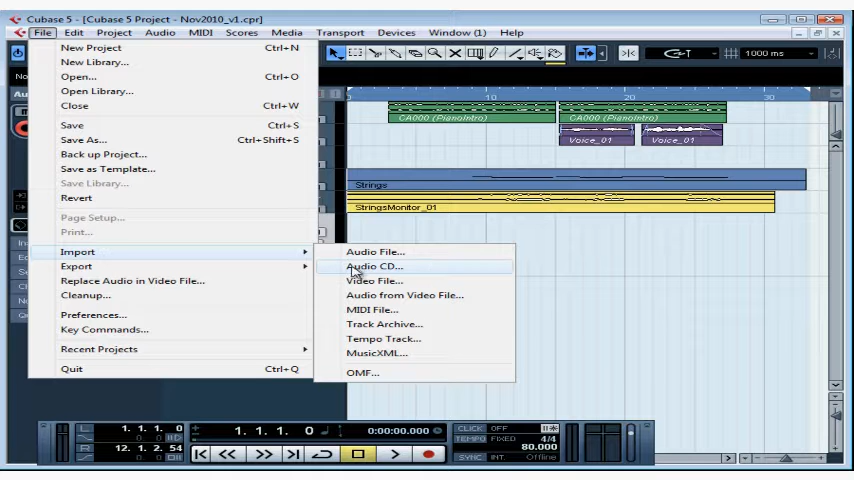 Cubase 5 - [Cubase 5 Project - Nov2010_v1.cpr]
File Edit Project Audio MIDI Scores Media Transport Devices Window (1) Help
1000 ms
New Project Ctrl+N
New Library...
Open... Ctrl+O
Open Library...
Close Ctrl+W
Save Ctrl+S
Save As... Ctrl+Shift+S
Back up Project...
Save as Template...
Save Library...
Revert
Page Setup...
Print...
Import
Export
Replace Audio in Video File...
Cleanup...
Preferences...
Key Commands...
Recent Projects
Quit Ctrl+Q
Audio File...
Audio CD...
Video File...
Audio from Video File...
MIDI File...
Track Archive...
Tempo Track...
MusicXML...
OMF...
10 20 30
CA000 (PianoIntro) CA000 (PianoIntro)
Voice_01 Voice_01
Strings
StringsMonitor_01
L 1. 1. 1. 0
0. 0
R 12. 1. 2. 54
0. 0
1. 1. 1. 0 0:00:00.000
CLICK OFF
TEMPO FIXED 4/4
80.000
SYNC INT. Offline